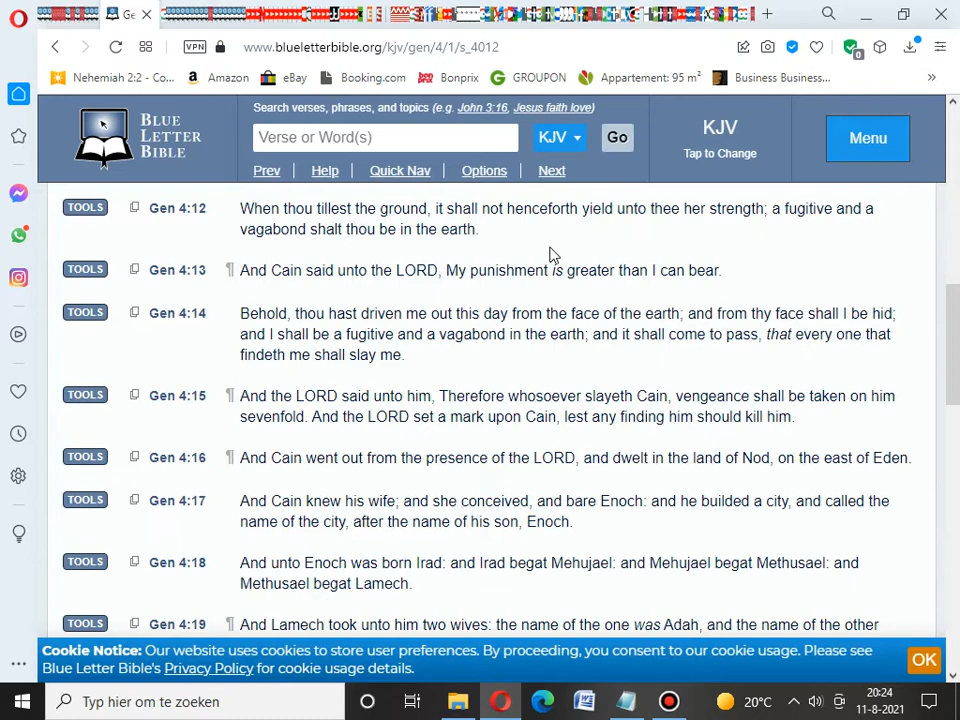 Ge
www.blueletterbible.org/kjv/gen/4/1/s_4012
VPN
0
Nehemiah 2:2 - Co...
Amazon
eBay
Booking.com
Bonprix
GROUPON
Appartement: 95 m²
Business Business...
BLUE
LETTER
BIBLE
Search verses, phrases, and topics (e.g. John 3:16, Jesus faith love)
Verse or Word(s)
KJV
Go
Prev | Help | Quick Nav | Options | Next
KJV
Tap to Change
Menu
TOOLS Gen 4:12 When thou tillest the ground, it shall not henceforth yield unto thee her strength; a fugitive and a
vagabond shalt thou be in the earth.
TOOLS Gen 4:13 ¶ And Cain said unto the LORD, My punishment is greater than I can bear.
TOOLS Gen 4:14 Behold, thou hast driven me out this day from the face of the earth; and from thy face shall I be hid;
and I shall be a fugitive and a vagabond in the earth; and it shall come to pass, that every one that
findeth me shall slay me.
TOOLS Gen 4:15 ¶ And the LORD said unto him, Therefore whosoever slayeth Cain, vengeance shall be taken on him
sevenfold. And the LORD set a mark upon Cain, lest any finding him should kill him.
TOOLS Gen 4:16 ¶ And Cain went out from the presence of the LORD, and dwelt in the land of Nod, on the east of Eden.
TOOLS Gen 4:17 And Cain knew his wife; and she conceived, and bare Enoch: and he builded a city, and called the
name of the city, after the name of his son, Enoch.
TOOLS Gen 4:18 And unto Enoch was born Irad: and Irad begat Mehujael: and Mehujael begat Methusael: and
Methusael begat Lamech.
TOOLS Gen 4:19 ¶ And Lamech took unto him two wives: the name of the one was Adah, and the name of the other
Cookie Notice: Our website uses cookies to store user preferences. By proceeding, you consent to our cookie usage. Please see
Blue Letter Bible's Privacy Policy for cookie usage details.
OK
Typ hier om te zoeken
20°C
20:24
11-8-2021